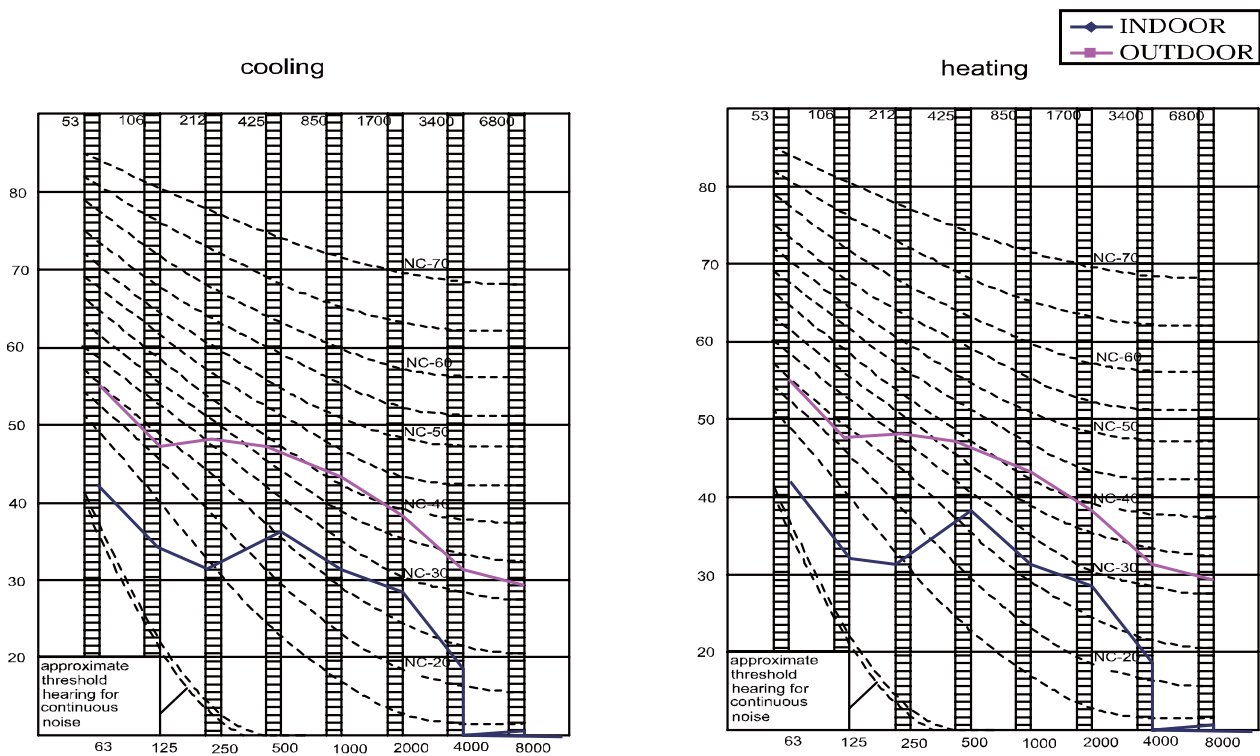 INDOOR
OUTDOOR
cooling
53 106 212 425 850 1700 3400 6800
80
70
60
50
40
30
20
NC-70
NC-60
NC-50
NC-40
NC-30
NC-20
approximate
threshold
hearing for
continuous
noise
63 125 250 500 1000 2000 4000 8000
heating
53 106 212 425 850 1700 3400 6800
80
70
60
50
40
30
20
NC-70
NC-60
NC-50
NC-40
NC-30
NC-20
approximate
threshold
hearing for
continuous
noise
63 125 250 500 1000 2000 4000 8000